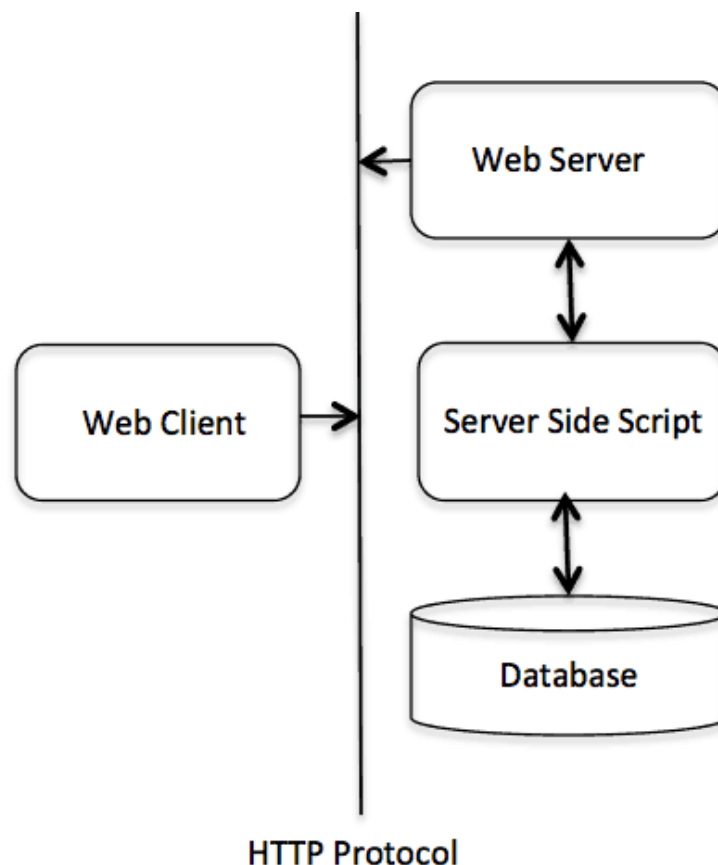 Web Server
Web Client
Server Side Script
Database
HTTP Protocol